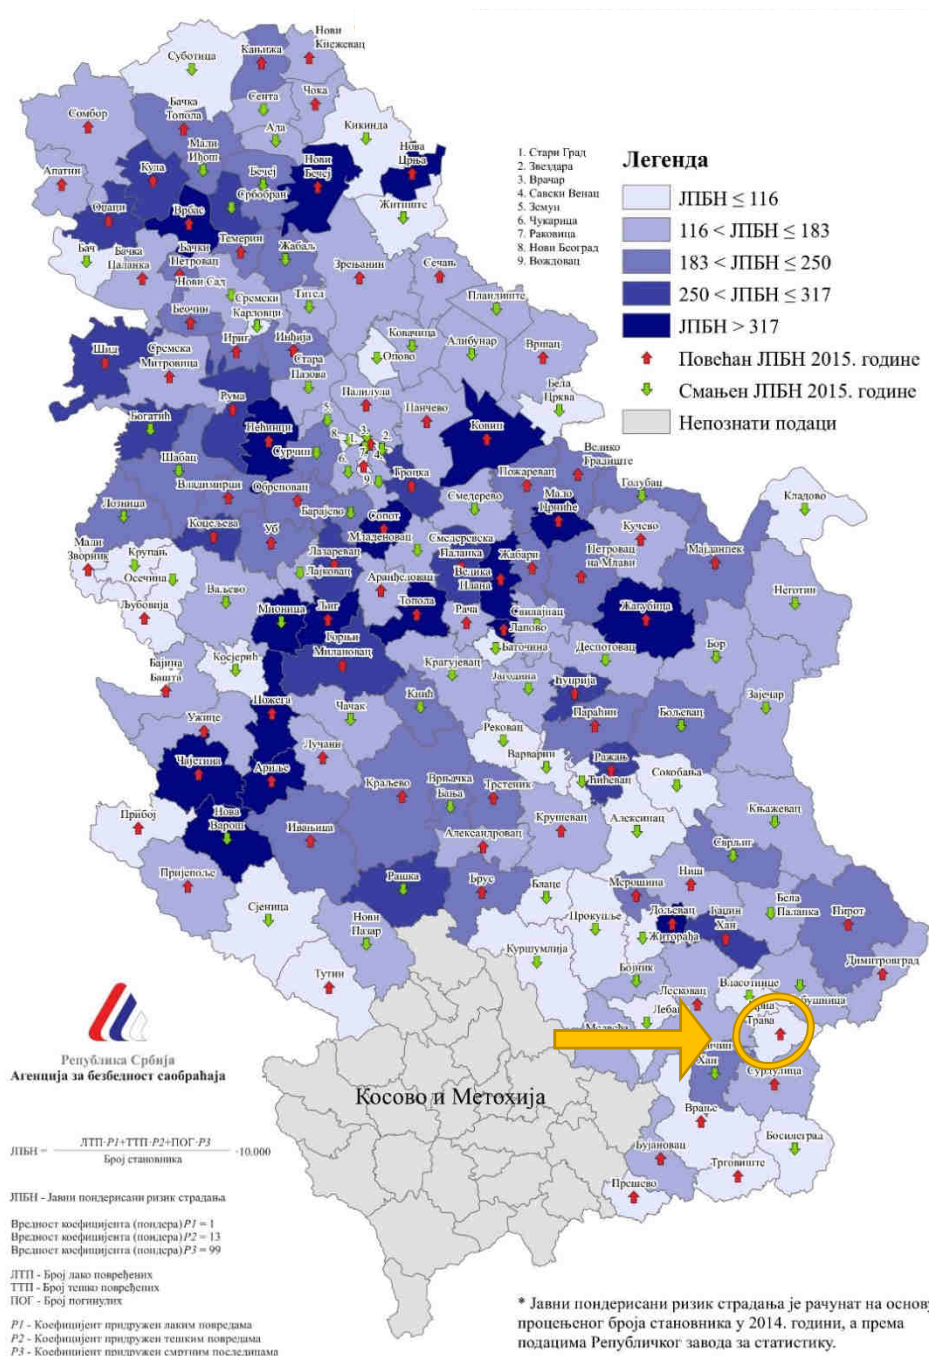 Суботица
Кањижа
Нови
Кнежевац
Сомбор
Бачка
Топола
Сента
Чока
Ада
Кикинда
Мали
Иђош
Апатин
Кула
Бечеј
Нови
Бечеј
Нова
Црња
Оџаци
Врбас
Србобран
Житиште
Бач
Бачка
Паланка
Бачки
Петровац
Темерин
Жабаљ
Зрењанин
Сечањ
Нови Сад
Сремски
Карловци
Тител
Пландиште
Беочин
Ковачица
Опово
Алибунар
Вршац
Шид
Сремска
Митровица
Ириг
Инђија
Стара
Пазова
Бела
Црква
Рума
Палилула
Панчево
Ковин
Богатић
Пећинци
5.
8.
3.
2.
1.
4.
6.
7.
9.
Сурчин
Шабац
Гроцка
Велико
Градиште
Пожаревац
Голубац
Кладово
Владимирци
Обреновац
Лозница
Барајево
Сопот
Смедерево
Мало
Црниће
Кучево
Коцељева
Уб
Младеновац
Смедеревска
Паланка
Мали
Зворник
Крупањ
Осечина
Лазаревац
Лајковац
Велика
Плана
Жабари
Петровац
на Млави
Мајданпек
Неготин
Љубовија
Ваљево
Аранђеловац
Мионица
Љиг
Топола
Рача
Свилајнац
Лапово
Жагубица
Горњи
Милановац
Баточина
Деспотовац
Бор
Косјерић
Бајина
Башта
Крагујевац
Јагодина
Ћуприја
Зајечар
Пожега
Чачак
Кнић
Параћин
Бољевац
Ужице
Лучани
Рековац
Варварин
Ражањ
Ћићевац
Сокобања
Чајетина
Ариље
Краљево
Врњачка
Бања
Трстеник
Прибој
Нова
Варош
Ивањица
Александровац
Крушевац
Алексинац
Књажевац
Сврљиг
Пријепоље
Рашка
Брус
Блаце
Мерошина
Ниш
Бела
Паланка
Пирот
Сјеница
Нови
Пазар
Прокупље
Дољевац
Гаџин
Хан
Житорађа
Куршумлија
Димитровград
Тутин
Бојник
Лесковац
Власотинце
Трава
Хан
Сурдулица
Врање
Босилеград
Бујановац
Трговиште
Прешево
Косово и Метохија
1. Стари Град
2. Звездара
3. Врачар
4. Савски Венац
5. Земун
6. Чукарица
7. Раковица
8. Нови Београд
9. Вождовац
Легенда
ЈПБН ≤ 116
116 < ЈПБН ≤ 183
183 < ЈПБН ≤ 250
250 < ЈПБН ≤ 317
ЈПБН > 317
Повећан ЈПБН 2015. године
Смањен ЈПБН 2015. године
Непознати подаци
Република Србија
Агенција за безбедност саобраћаја
ЈПБН = ЛТП·P1+ТТП·P2+ПОГ·P3 ·10.000
Број становника
ЈПБН - Јавни пондерисани ризик страдања
Вредност коефицијента (пондера) P1 = 1
Вредност коефицијента (пондера) P2 = 13
Вредност коефицијента (пондера) P3 = 99
ЛТП - Број лако повређених
ТТП - Број тешко повређених
ПОГ - Број погинулих
P1 - Коефицијент придружен лаким повредама
P2 - Коефицијент придружен тешким повредама
P3 - Коефицијент придружен смртним последицама
* Јавни пондерисани ризик страдања је рачунат на основу
процењеног броја становника у 2014. години, а према
подацима Републичког завода за статистику.